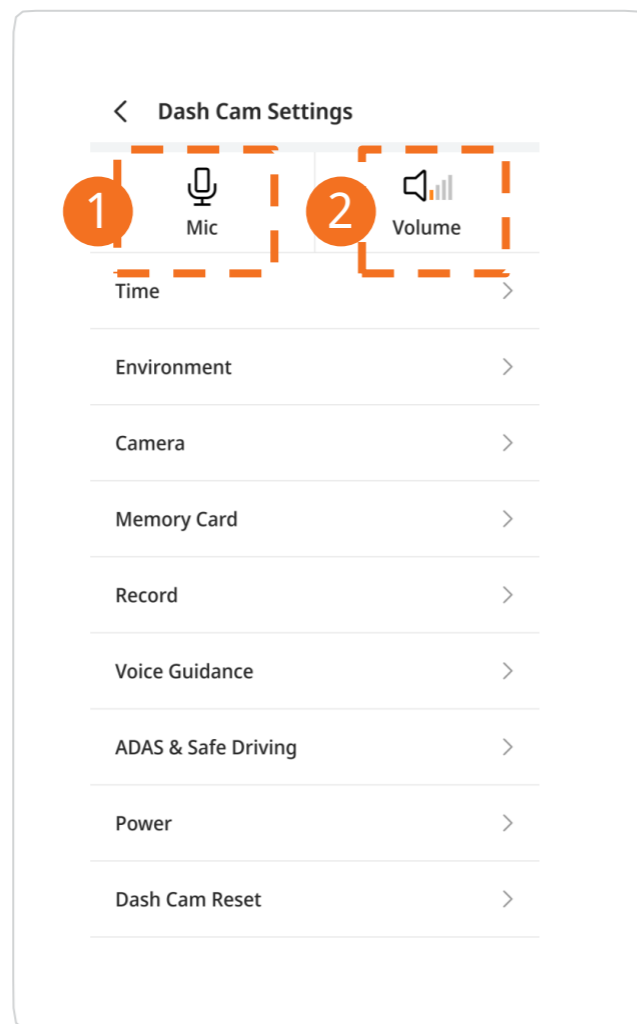 Dash Cam Settings
1
Mic
2
Volume
Time
Environment
Camera
Memory Card
Record
Voice Guidance
ADAS & Safe Driving
Power
Dash Cam Reset